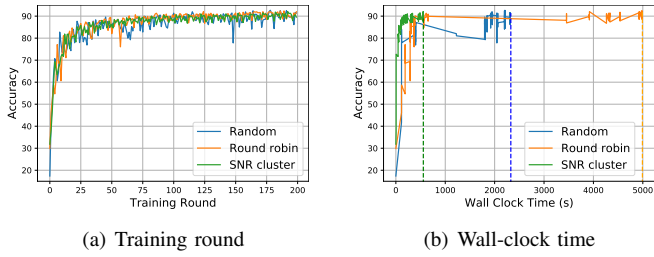 90
80
70
60
50
40
30
20
Accuracy
Random
Round robin
SNR cluster
0 25 50 75 100 125 150 175 200
Training Round
(a) Training round
90
80
70
60
50
40
30
20
Accuracy
Random
Round robin
SNR cluster
0 1000 2000 3000 4000 5000
Wall Clock Time (s)
(b) Wall-clock time